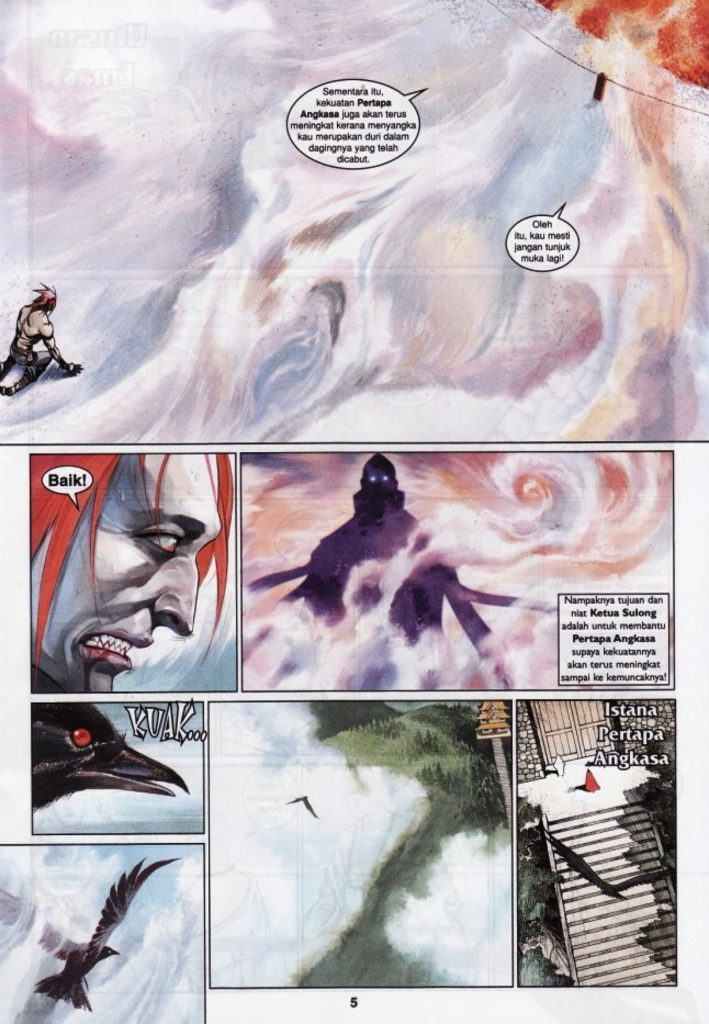 Sementara itu,
kekuatan Pertapa
Angkasa juga akan terus
meningkat kerana menyangka
kau merupakan duri dalam
dagingnya yang telah
dicabut.
Oleh
itu, kau mesti
jangan tunjuk
muka lagi!
Baik!
Nampaknya tujuan dan
niat Ketua Sulong
adalah untuk membantu
Pertapa Angkasa
supaya kekuatannya
akan terus meningkat
sampai ke kemuncaknya!
KUAK...
Istana
Pertapa
Angkasa
5